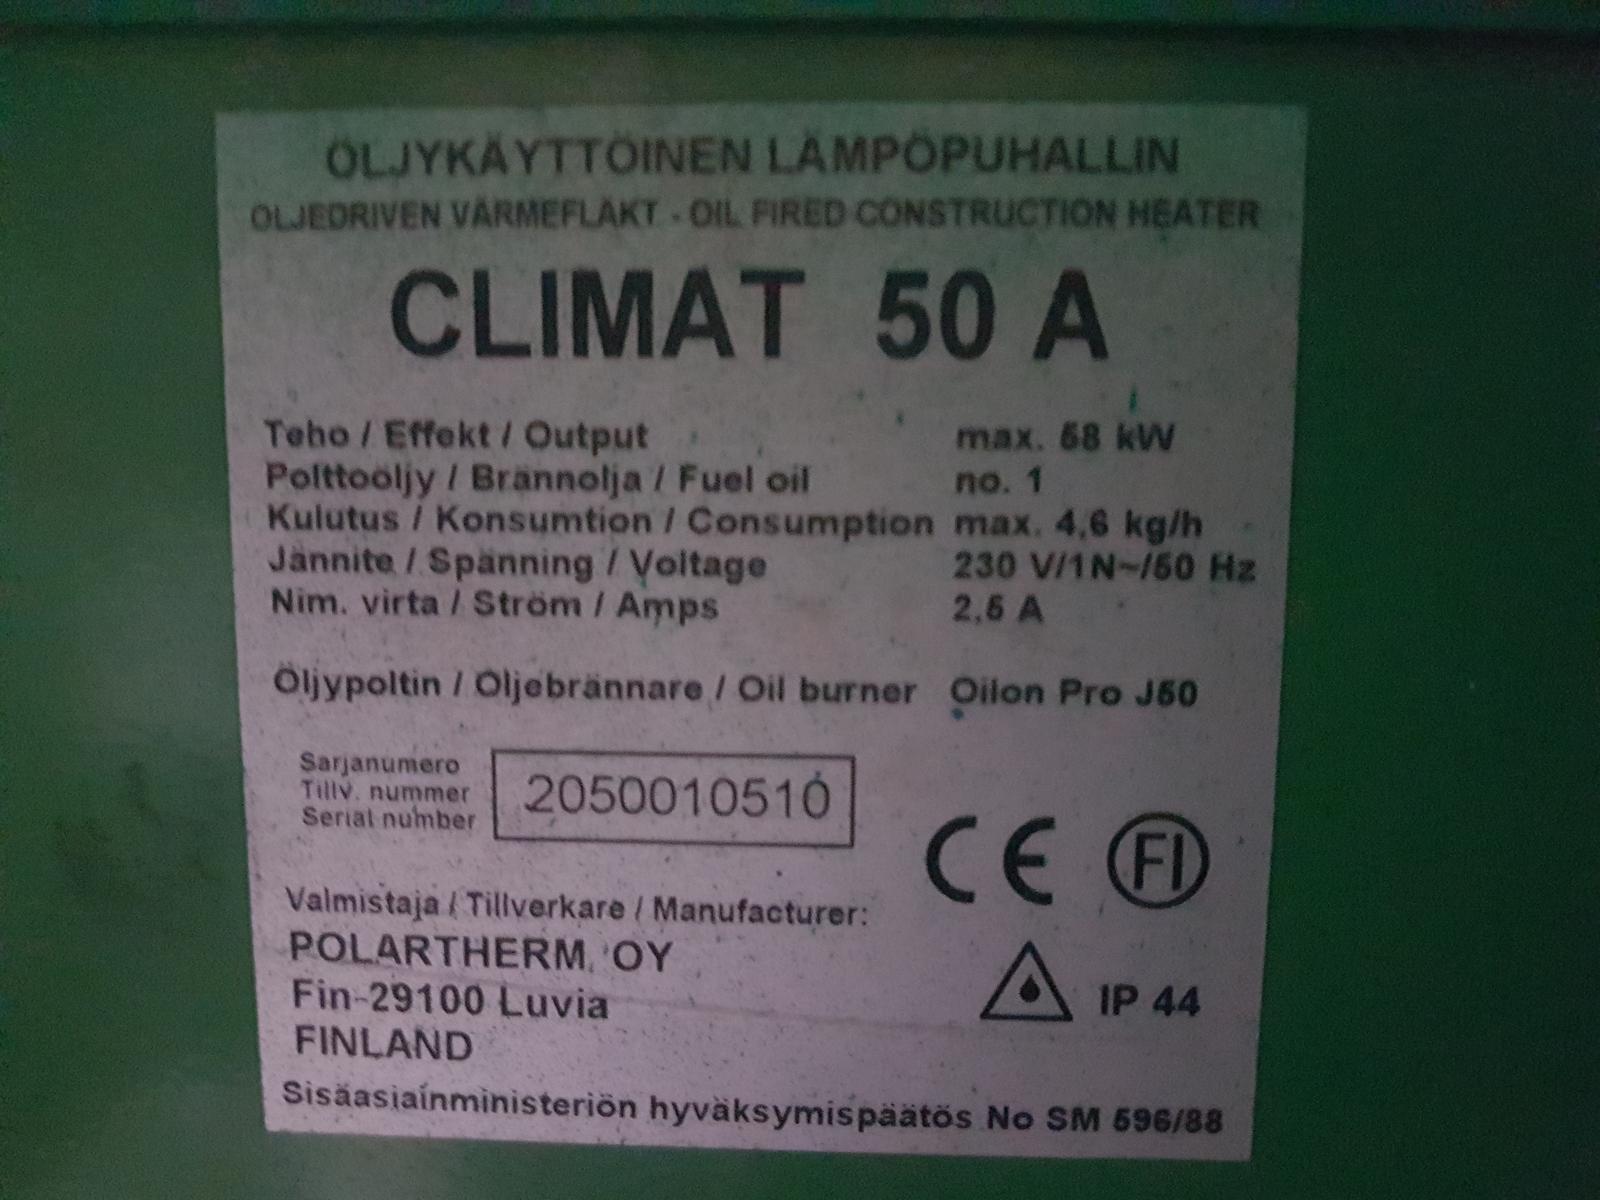 ÖLJYKÄYTTÖINEN LÄMPÖPUHALLIN
OLJEDRIVEN VÄRMEFLÄKT - OIL FIRED CONSTRUCTION HEATER
CLIMAT 50 A
Teho / Effekt / Output max. 58 kW
Polttoöljy / Brännolja / Fuel oil no. 1
Kulutus / Konsumtion / Consumption max. 4,6 kg/h
Jännite / Spänning / Voltage 230 V/1N~/50 Hz
Nim. virta / Ström / Amps 2,5 A
Öljypoltin / Oljebrännare / Oil burner Oilon Pro J50
Sarjanumero
Tillv. nummer
Serial number
2050010510
CE FI
Valmistaja / Tillverkare / Manufacturer:
POLARTHERM OY
Fin-29100 Luvia
FINLAND
IP 44
Sisäasiainministeriön hyväksymispäätös No SM 596/88